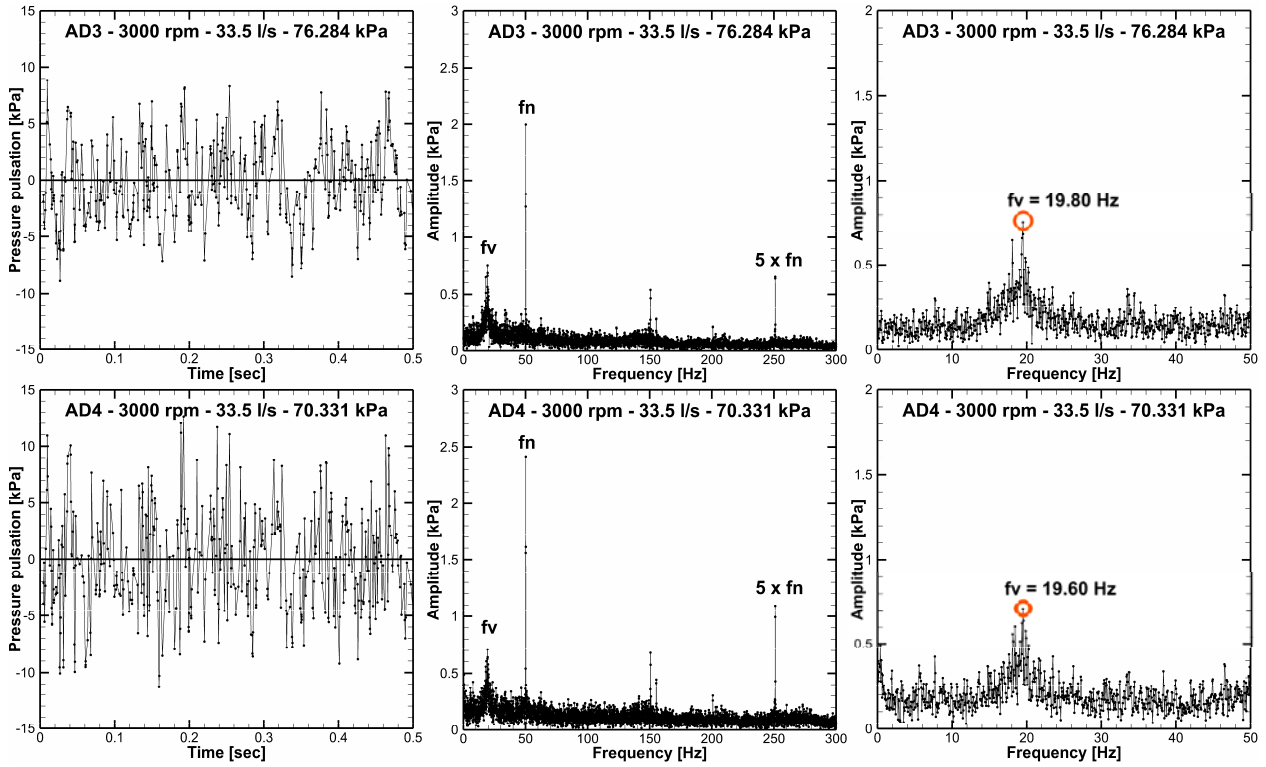 AD3 - 3000 rpm - 33.5 l/s - 76.284 kPa
Pressure pulsation [kPa]
15
10
5
0
-5
-10
-15
0 0.1 0.2 0.3 0.4 0.5
Time [sec]
AD3 - 3000 rpm - 33.5 l/s - 76.284 kPa
Amplitude [kPa]
3
2.5
2
1.5
1
0.5
0
fn
fv
5 x fn
0 50 100 150 200 250 300
Frequency [Hz]
AD3 - 3000 rpm - 33.5 l/s - 76.284 kPa
Amplitude [kPa]
2
1.5
1
0.5
0
fv = 19.80 Hz
0 10 20 30 40 50
Frequency [Hz]
AD4 - 3000 rpm - 33.5 l/s - 70.331 kPa
Pressure pulsation [kPa]
15
10
5
0
-5
-10
-15
0 0.1 0.2 0.3 0.4 0.5
Time [sec]
AD4 - 3000 rpm - 33.5 l/s - 70.331 kPa
Amplitude [kPa]
3
2.5
2
1.5
1
0.5
0
fn
fv
5 x fn
0 50 100 150 200 250 300
Frequency [Hz]
AD4 - 3000 rpm - 33.5 l/s - 70.331 kPa
Amplitude [kPa]
2
1.5
1
0.5
0
fv = 19.60 Hz
0 10 20 30 40 50
Frequency [Hz]